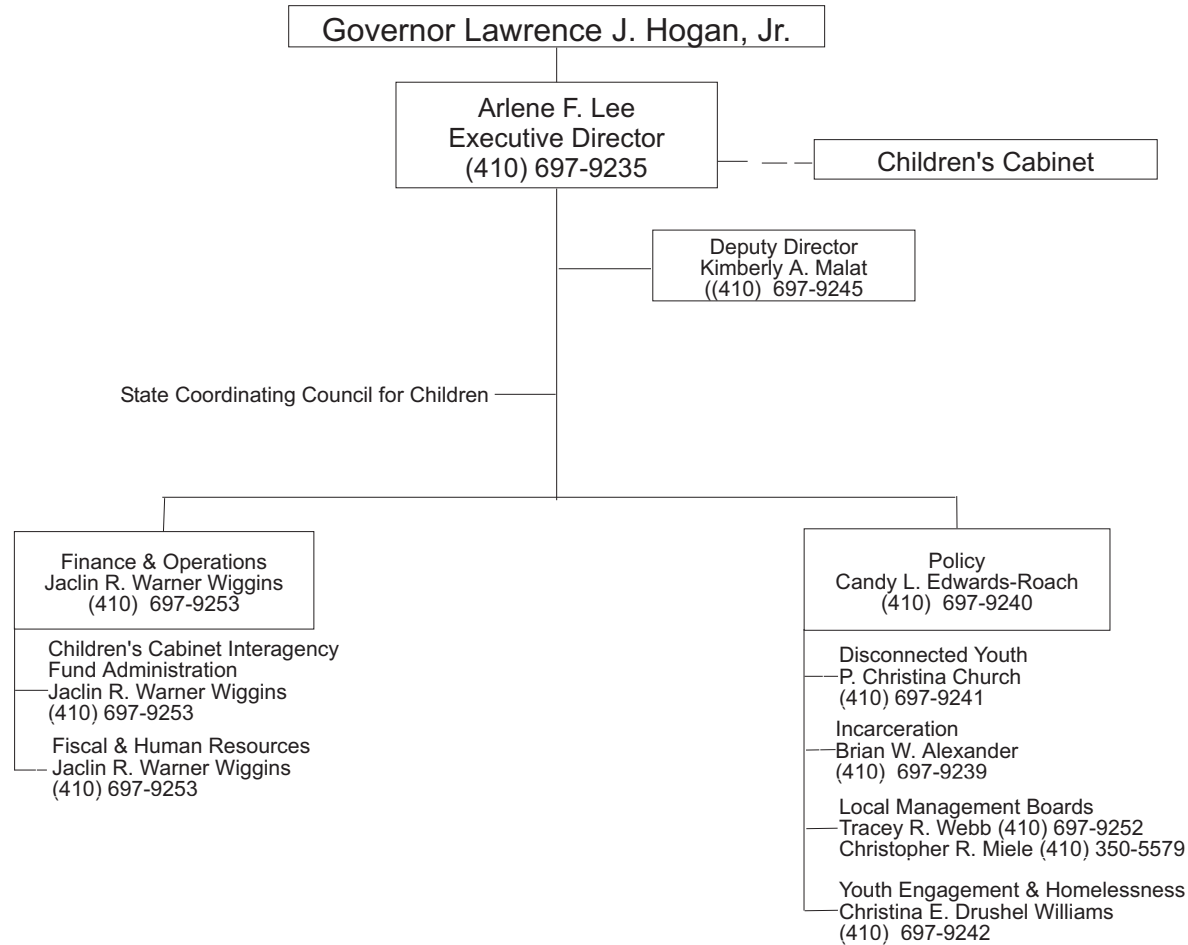 Governor Lawrence J. Hogan, Jr.
Arlene F. Lee
Executive Director
(410) 697-9235
Children's Cabinet
Deputy Director
Kimberly A. Malat
((410) 697-9245
State Coordinating Council for Children
Finance & Operations
Jaclin R. Warner Wiggins
(410) 697-9253
Children's Cabinet Interagency
Fund Administration
Jaclin R. Warner Wiggins
(410) 697-9253
Fiscal & Human Resources
Jaclin R. Warner Wiggins
(410) 697-9253
Policy
Candy L. Edwards-Roach
(410) 697-9240
Disconnected Youth
P. Christina Church
(410) 697-9241
Incarceration
Brian W. Alexander
(410) 697-9239
Local Management Boards
Tracey R. Webb (410) 697-9252
Christopher R. Miele (410) 350-5579
Youth Engagement & Homelessness
Christina E. Drushel Williams
(410) 697-9242